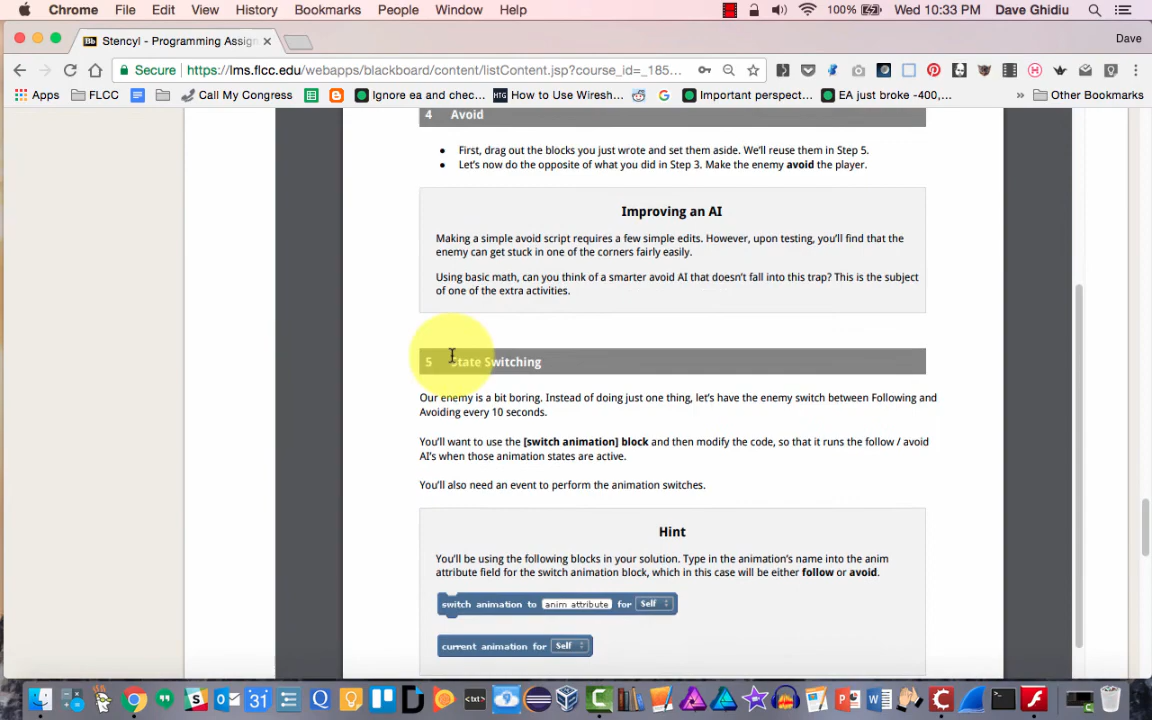 Chrome File Edit View History Bookmarks People Window Help 100% Wed 10:33 PM Dave Ghidiu
Bb Stencyl - Programming Assign × Dave
Secure https://lms.flcc.edu/webapps/blackboard/content/listContent.jsp?course_id=_185...
Apps FLCC Call My Congress Ignore ea and chec... HTG How to Use Wiresh... Important perspect... EA just broke -400,... » Other Bookmarks
4 Avoid
• First, drag out the blocks you just wrote and set them aside. We'll reuse them in Step 5.
• Let's now do the opposite of what you did in Step 3. Make the enemy avoid the player.
Improving an AI
Making a simple avoid script requires a few simple edits. However, upon testing, you'll find that the
enemy can get stuck in one of the corners fairly easily.
Using basic math, can you think of a smarter avoid AI that doesn't fall into this trap? This is the subject
of one of the extra activities.
5 State Switching
Our enemy is a bit boring. Instead of doing just one thing, let's have the enemy switch between Following and
Avoiding every 10 seconds.
You'll want to use the [switch animation] block and then modify the code, so that it runs the follow / avoid
AI's when those animation states are active.
You'll also need an event to perform the animation switches.
Hint
You'll be using the following blocks in your solution. Type in the animation's name into the anim
attribute field for the switch animation block, which in this case will be either follow or avoid.
switch animation to anim attribute for Self
current animation for Self
31 <txt>